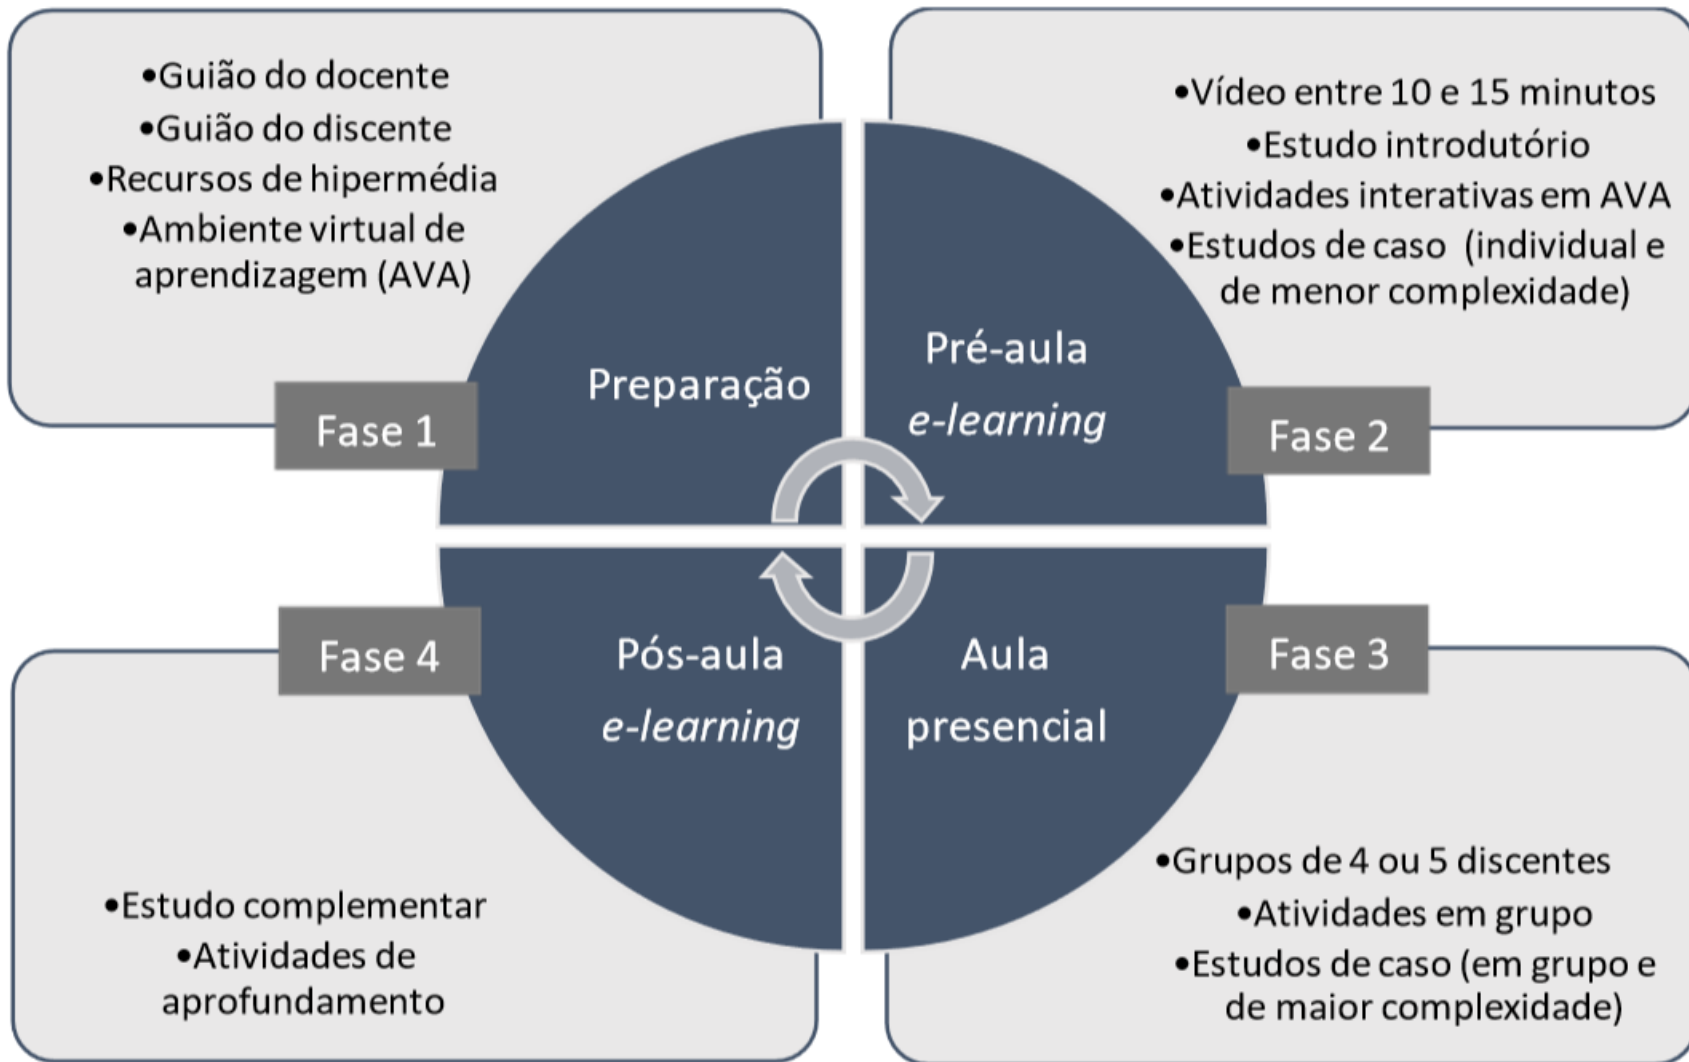 •Guião do docente
•Guião do discente
•Recursos de hipermédia
•Ambiente virtual de
aprendizagem (AVA)
Preparação
Fase 1
•Vídeo entre 10 e 15 minutos
•Estudo introdutório
•Atividades interativas em AVA
•Estudos de caso (individual e
de menor complexidade)
Pré-aula
e-learning
Fase 2
Aula
presencial
Fase 3
•Grupos de 4 ou 5 discentes
•Atividades em grupo
•Estudos de caso (em grupo e
de maior complexidade)
Fase 4
Pós-aula
e-learning
•Estudo complementar
•Atividades de
aprofundamento